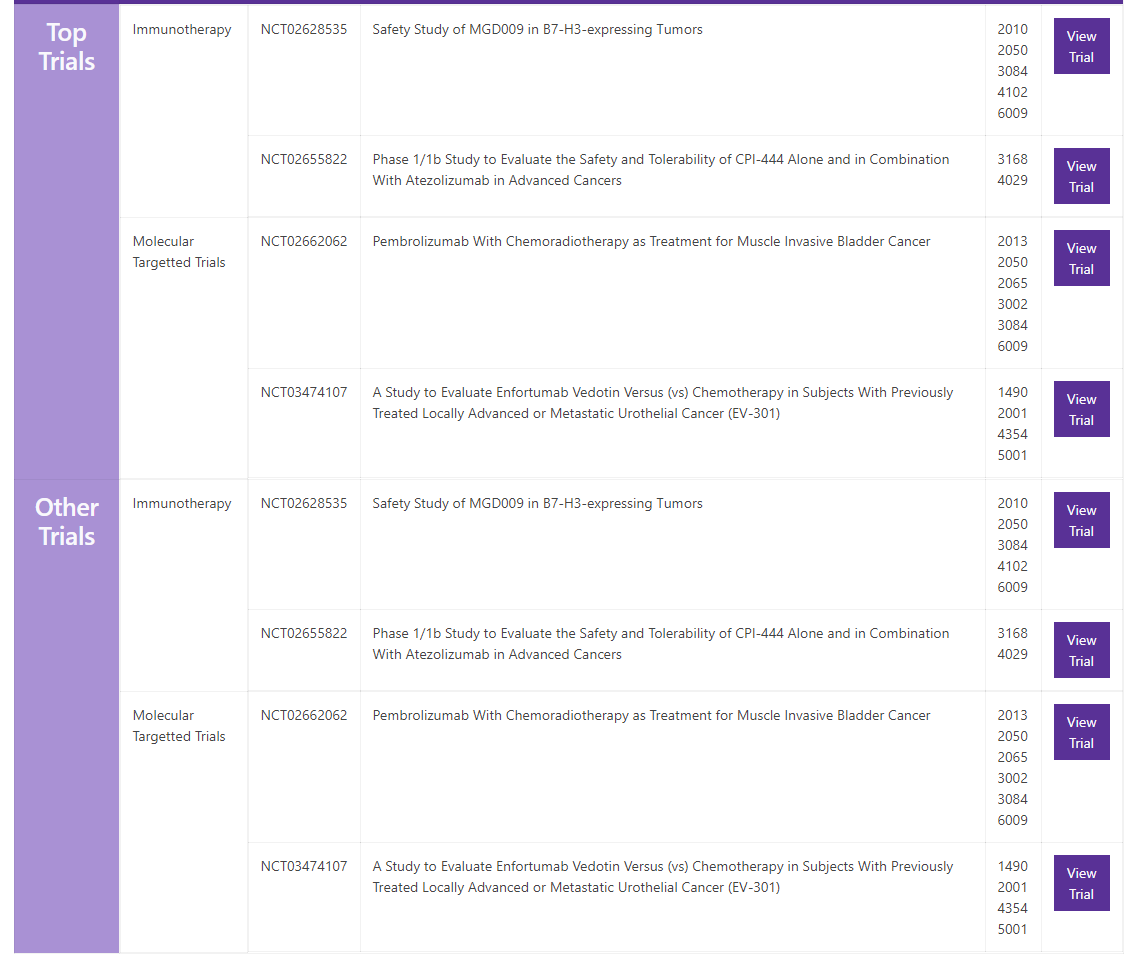 Top
Trials
Immunotherapy
NCT02628535
Safety Study of MGD009 in B7-H3-expressing Tumors
2010
2050
3084
4102
6009
View
Trial
NCT02655822
Phase 1/1b Study to Evaluate the Safety and Tolerability of CPI-444 Alone and in Combination
With Atezolizumab in Advanced Cancers
3168
4029
View
Trial
Molecular
Targetted Trials
NCT02662062
Pembrolizumab With Chemoradiotherapy as Treatment for Muscle Invasive Bladder Cancer
2013
2050
2065
3002
3084
6009
View
Trial
NCT03474107
A Study to Evaluate Enfortumab Vedotin Versus (vs) Chemotherapy in Subjects With Previously
Treated Locally Advanced or Metastatic Urothelial Cancer (EV-301)
1490
2001
4354
5001
View
Trial
Other
Trials
Immunotherapy
NCT02628535
Safety Study of MGD009 in B7-H3-expressing Tumors
2010
2050
3084
4102
6009
View
Trial
NCT02655822
Phase 1/1b Study to Evaluate the Safety and Tolerability of CPI-444 Alone and in Combination
With Atezolizumab in Advanced Cancers
3168
4029
View
Trial
Molecular
Targetted Trials
NCT02662062
Pembrolizumab With Chemoradiotherapy as Treatment for Muscle Invasive Bladder Cancer
2013
2050
2065
3002
3084
6009
View
Trial
NCT03474107
A Study to Evaluate Enfortumab Vedotin Versus (vs) Chemotherapy in Subjects With Previously
Treated Locally Advanced or Metastatic Urothelial Cancer (EV-301)
1490
2001
4354
5001
View
Trial